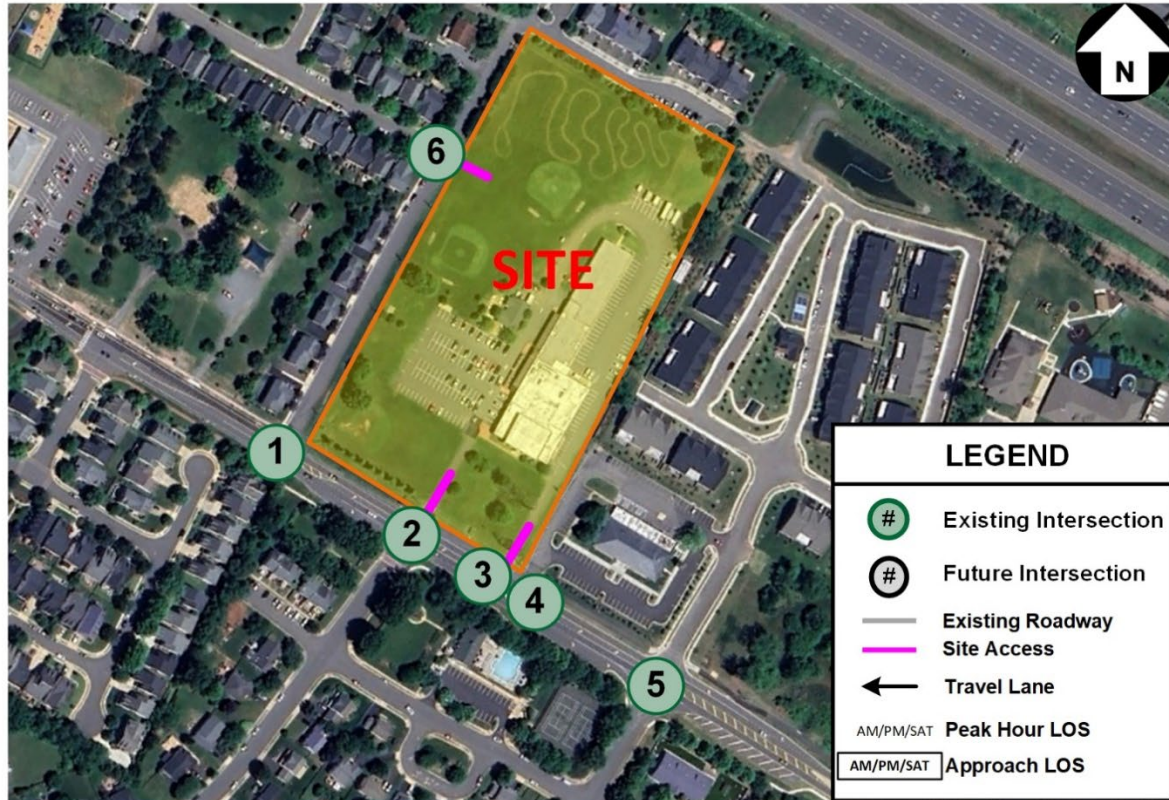 N
6
SITE
1
2
3
4
5
LEGEND
# Existing Intersection
# Future Intersection
Existing Roadway
Site Access
Travel Lane
AM/PM/SAT Peak Hour LOS
AM/PM/SAT Approach LOS